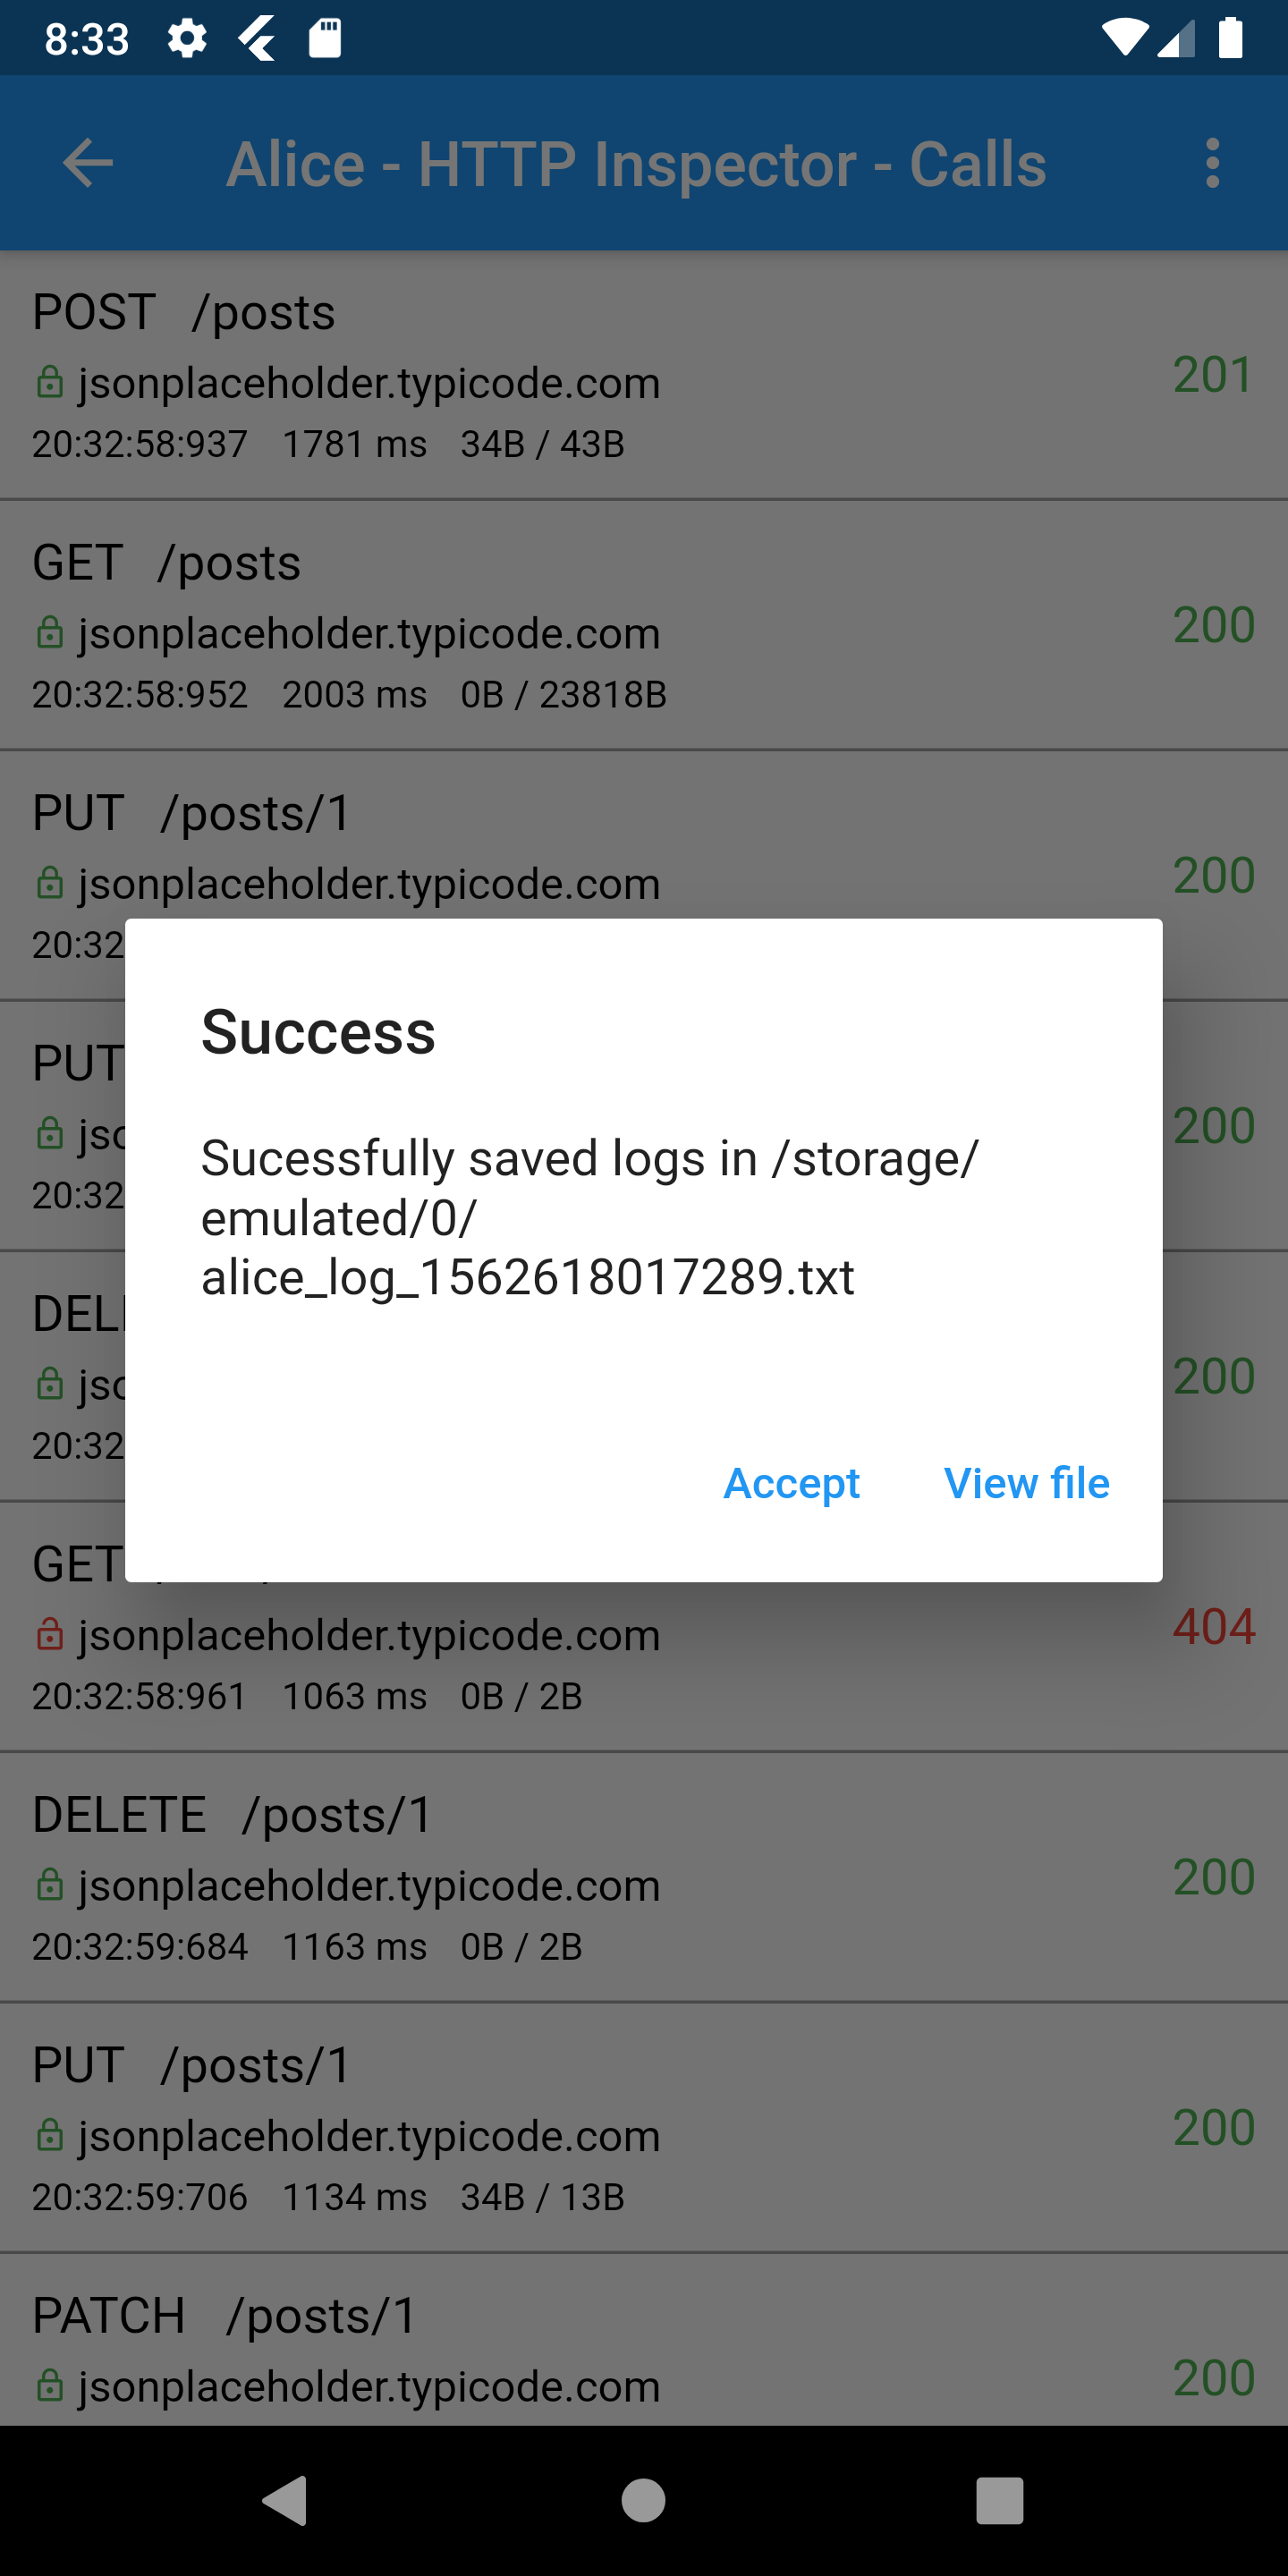 8:33
Alice - HTTP Inspector - Calls
POST /posts
jsonplaceholder.typicode.com
201
20:32:58:937 1781 ms 34B / 43B
GET /posts
jsonplaceholder.typicode.com
200
20:32:58:952 2003 ms 0B / 23818B
PUT /posts/1
jsonplaceholder.typicode.com
200
20:32
PUT
200
20:32
Success
Sucessfully saved logs in /storage/
emulated/0/
alice_log_1562618017289.txt
200
20:32
Accept View file
GET
jsonplaceholder.typicode.com
404
20:32:58:961 1063 ms 0B / 2B
DELETE /posts/1
jsonplaceholder.typicode.com
200
20:32:59:684 1163 ms 0B / 2B
PUT /posts/1
jsonplaceholder.typicode.com
200
20:32:59:706 1134 ms 34B / 13B
PATCH /posts/1
jsonplaceholder.typicode.com
200